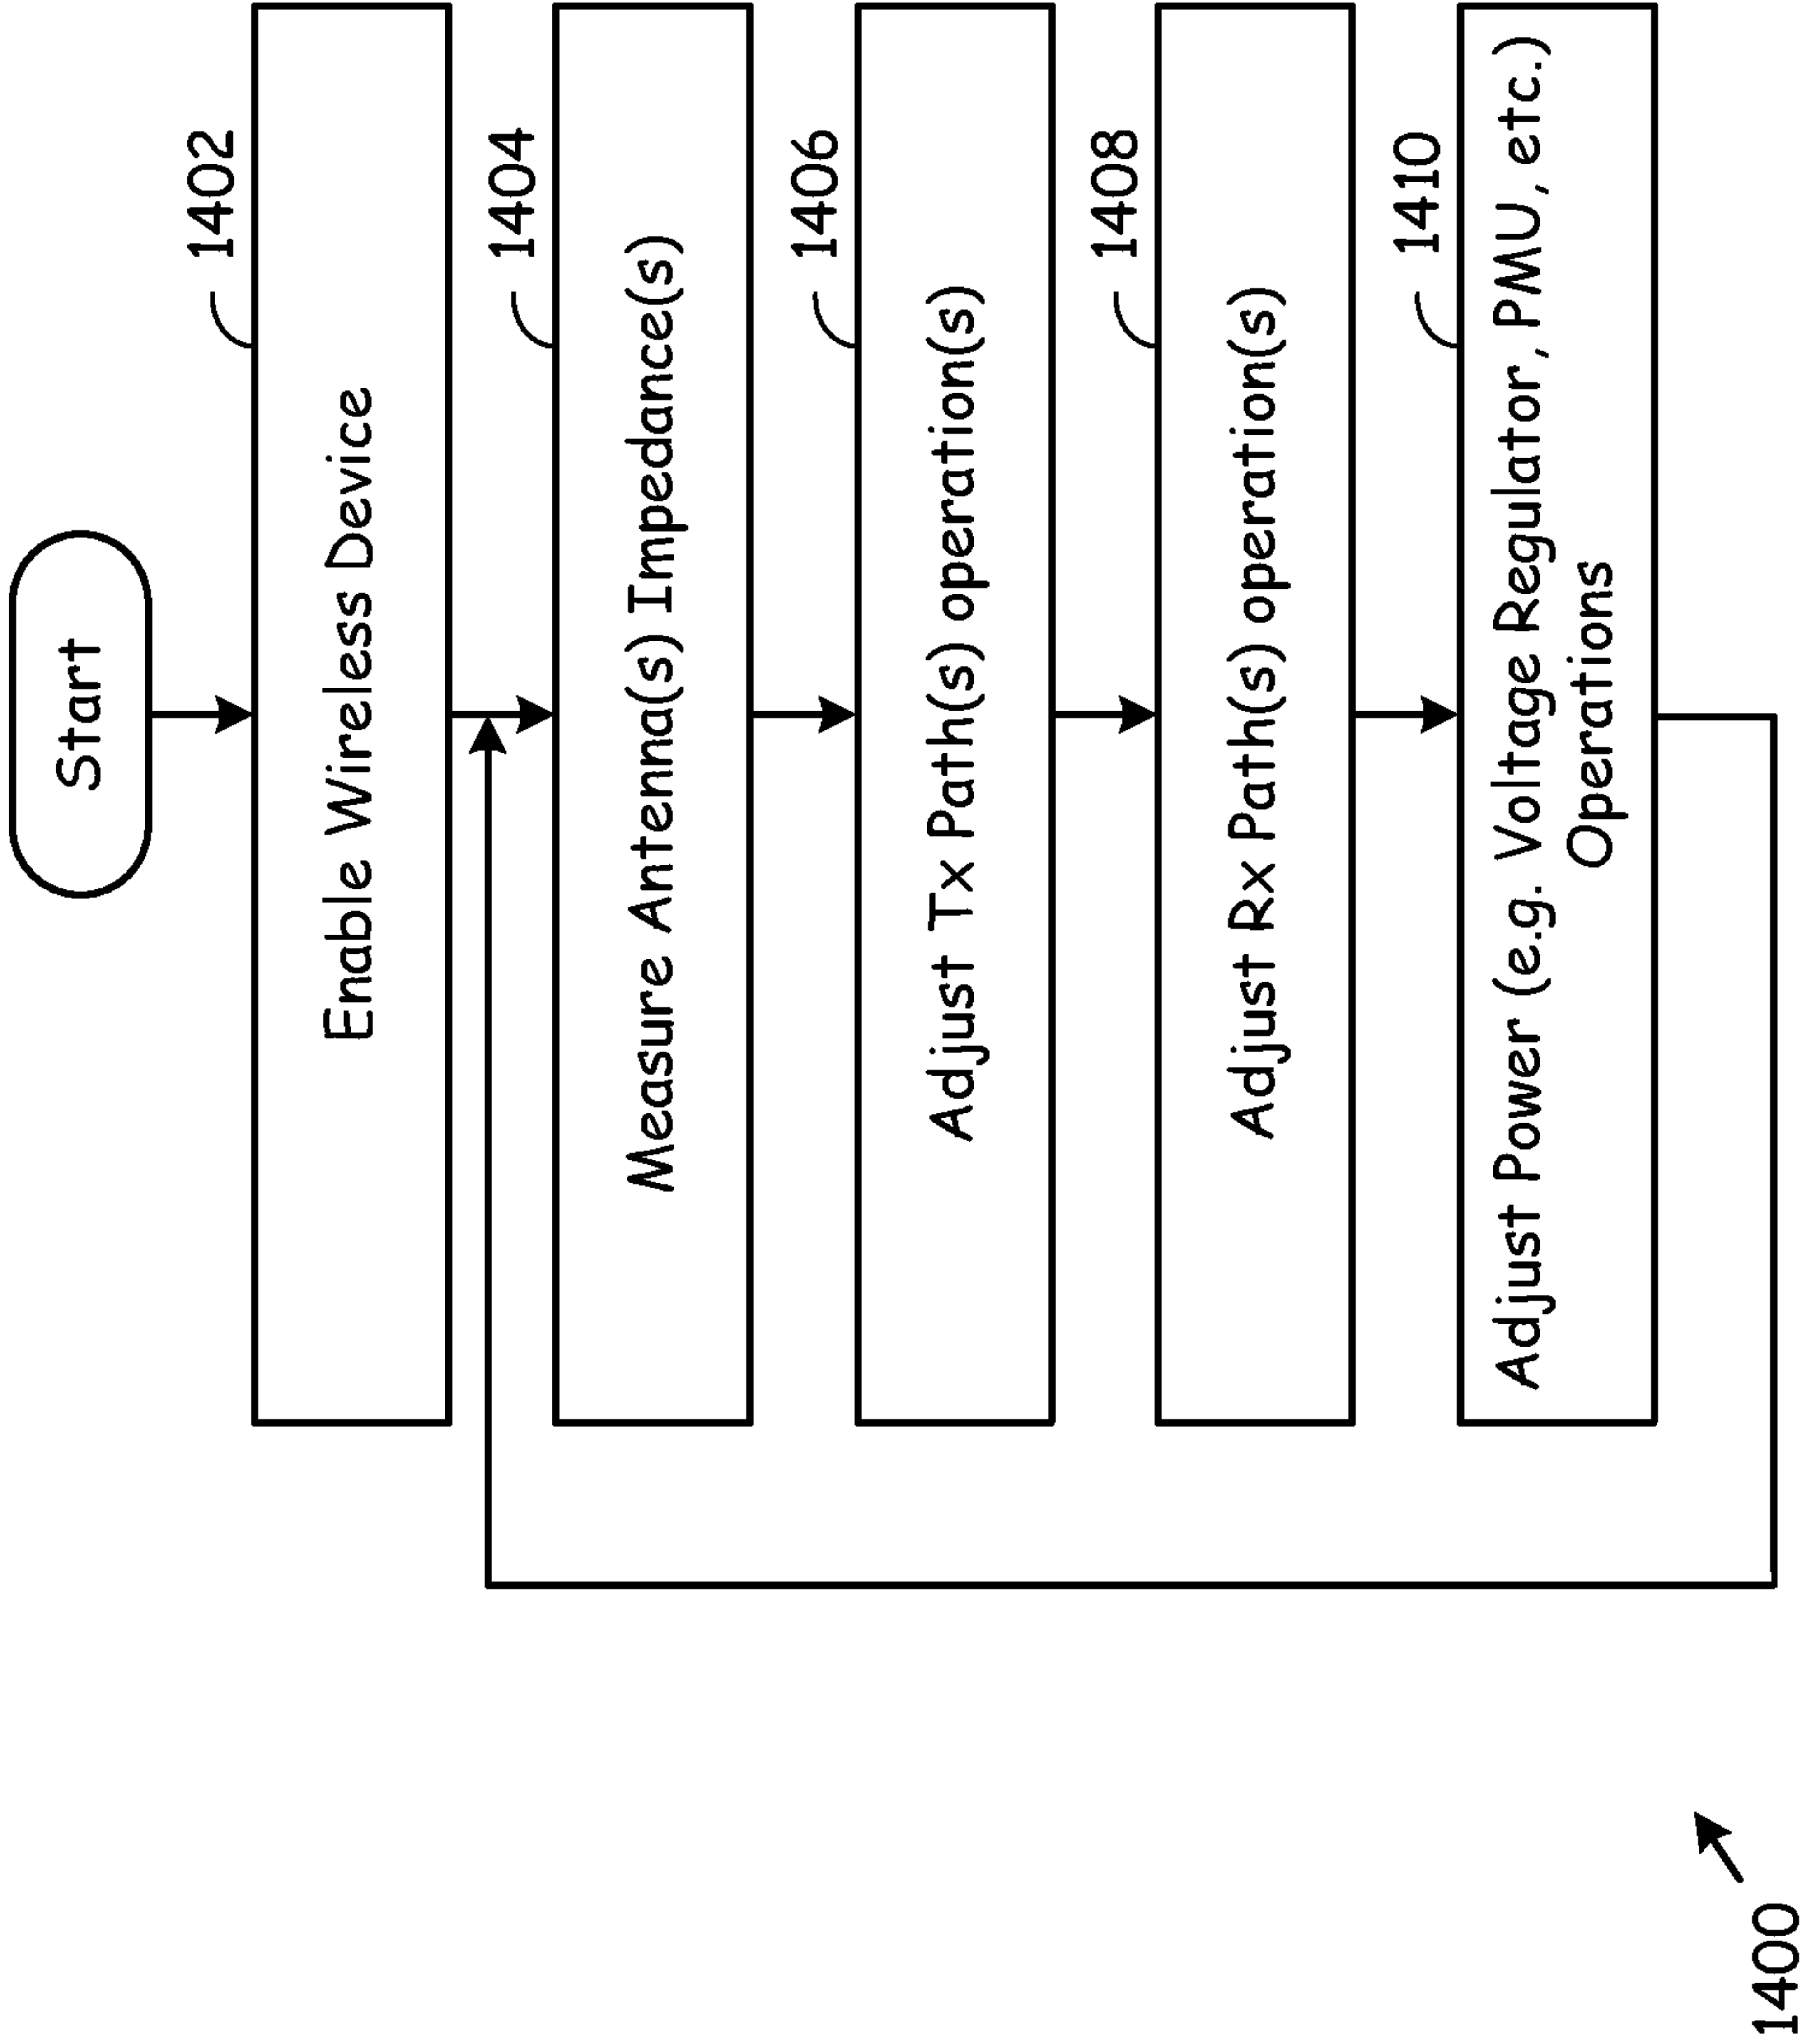 Start
1402
Enable Wireless Device
1404
Measure Antenna(s) Impedance(s)
1406
Adjust Tx Path(s) operation(s)
1408
Adjust Rx Path(s) operation(s)
1410
Adjust Power (e.g. Voltage Regulator, PMU, etc.)
Operations
1400